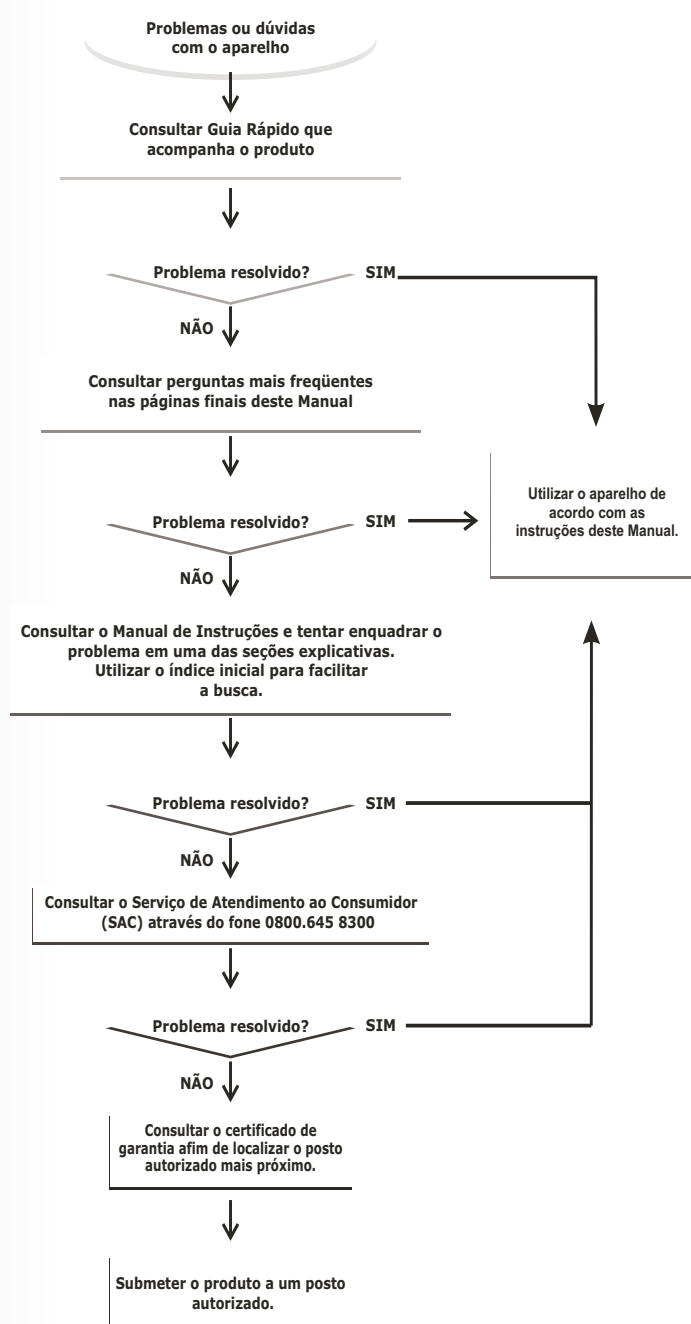 Problemas ou dúvidas
com o aparelho
Consultar Guia Rápido que
acompanha o produto
Problema resolvido?
SIM
NÃO
Consultar perguntas mais freqüentes
nas páginas finais deste Manual
Utilizar o aparelho de
acordo com as
instruções deste Manual.
Problema resolvido?
SIM
NÃO
Consultar o Manual de Instruções e tentar enquadrar o
problema em uma das seções explicativas.
Utilizar o índice inicial para facilitar
a busca.
Problema resolvido?
SIM
NÃO
Consultar o Serviço de Atendimento ao Consumidor
(SAC) através do fone 0800.645 8300
Problema resolvido?
SIM
NÃO
Consultar o certificado de
garantia afim de localizar o posto
autorizado mais próximo.
Submeter o produto a um posto
autorizado.